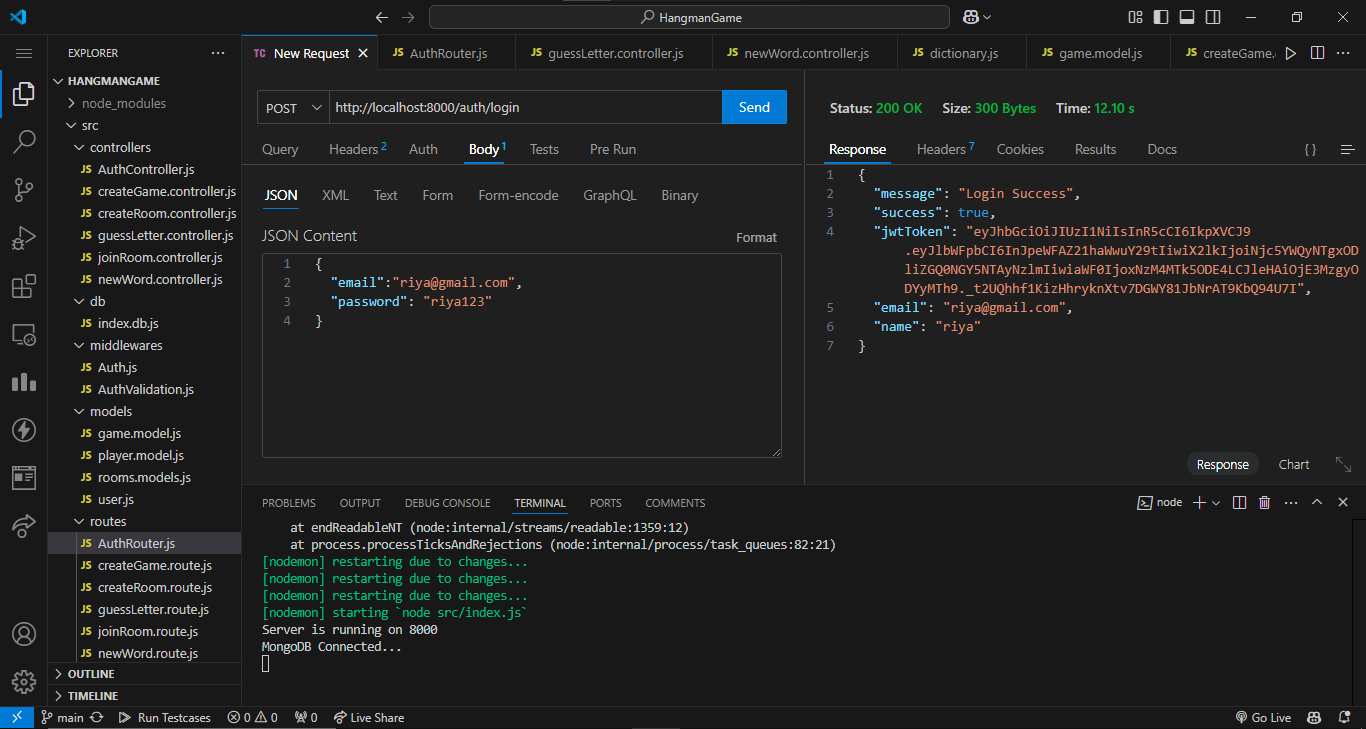 HangmanGame
EXPLORER
HANGMANGAME
node_modules
src
controllers
JS AuthController.js
JS createGame.controller.js
JS createRoom.controller.js
JS guessLetter.controller.js
JS joinRoom.controller.js
JS newWord.controller.js
db
JS index.db.js
middlewares
JS Auth.js
JS AuthValidation.js
models
JS game.model.js
JS player.model.js
JS rooms.models.js
JS user.js
routes
JS AuthRouter.js
JS createGame.route.js
JS createRoom.route.js
JS guessLetter.route.js
JS joinRoom.route.js
JS newWord.route.js
OUTLINE
TIMELINE
TC New Request JS AuthRouter.js JS guessLetter.controller.js JS newWord.controller.js JS dictionary.js JS game.model.js JS createGame.
POST http://localhost:8000/auth/login Send
Query Headers 2 Auth Body 1 Tests Pre Run
JSON XML Text Form Form-encode GraphQL Binary
JSON Content Format
1 {
2 "email":"riya@gmail.com",
3 "password": "riya123"
4 }
Status: 200 OK Size: 300 Bytes Time: 12.10 s
Response Headers 7 Cookies Results Docs { }
1 {
2 "message": "Login Success",
3 "success": true,
4 "jwtToken": "eyJhbGciOiJIUzI1NiIsInR5cCI6IkpXVCJ9
.eyJlbWFpbCI6InJpeWFAZ21haWwuY29tIiwiX2lkIjoiNjc5YWQyNTgxOD
liZGQ0NGY5NTAyNzlmIiwiaWF0IjoxNzM4MTk5ODE4LCJleHAiOjE3Mzgy
ODYyMTh9._t2UQhhf1KizHhryknXtv7DGWY81JbNrAT9KbQ94U7I",
5 "email": "riya@gmail.com",
6 "name": "riya"
7 }
Response Chart
PROBLEMS OUTPUT DEBUG CONSOLE TERMINAL PORTS COMMENTS node
at endReadableNT (node:internal/streams/readable:1359:12)
at process.processTicksAndRejections (node:internal/process/task_queues:82:21)
[nodemon] restarting due to changes...
[nodemon] restarting due to changes...
[nodemon] restarting due to changes...
[nodemon] starting `node src/index.js`
Server is running on 8000
MongoDB Connected...
main Run Testcases 0 0 0 Live Share Go Live